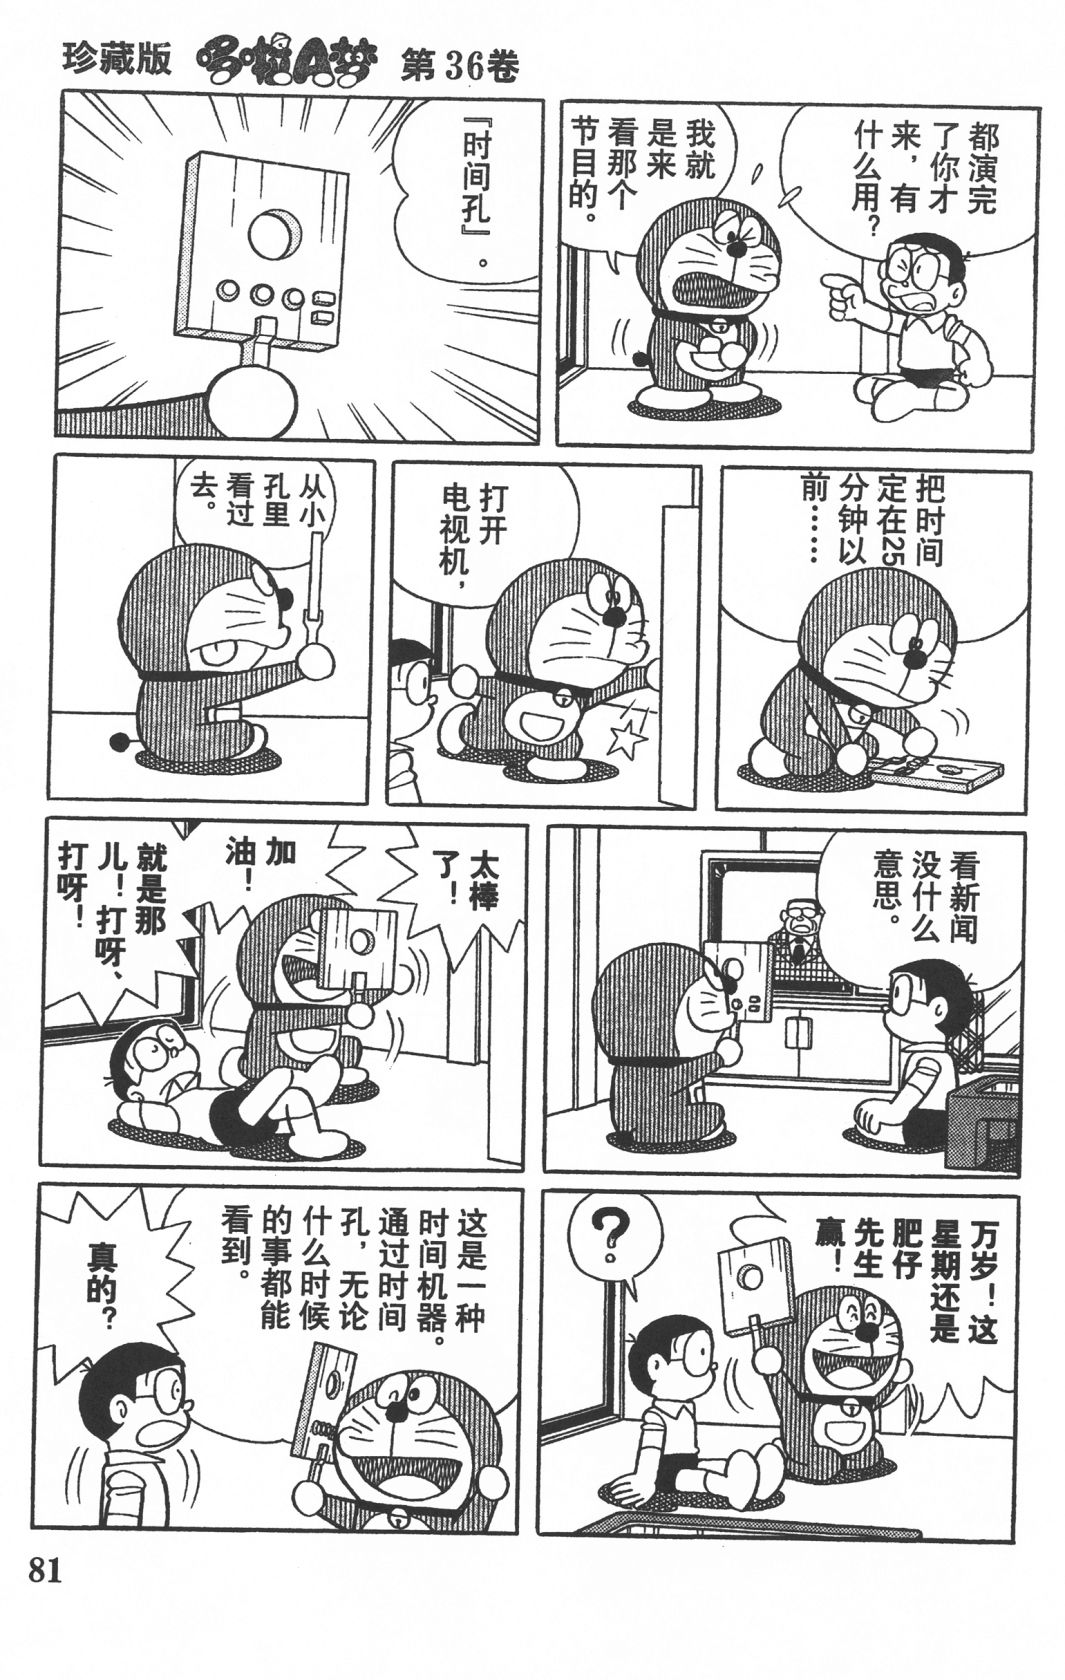 珍藏版 哆啦A梦 第36卷
都演完
了你才
来，有
什么用？
我就
是来
看那个
节目的。
『时间孔』。
把时间
定在25
分钟以
前……
打开
电视机，
从小
孔里
看过
去。
看新闻
没什么
意思。
太棒
了！
加
油！
就是那
儿！打呀、
打呀！
万岁！这
星期还是
肥仔
先生
赢！
？
这是一种
时间机器。
通过时间
孔，无论
什么时候
的事都能
看到。
真的？
81